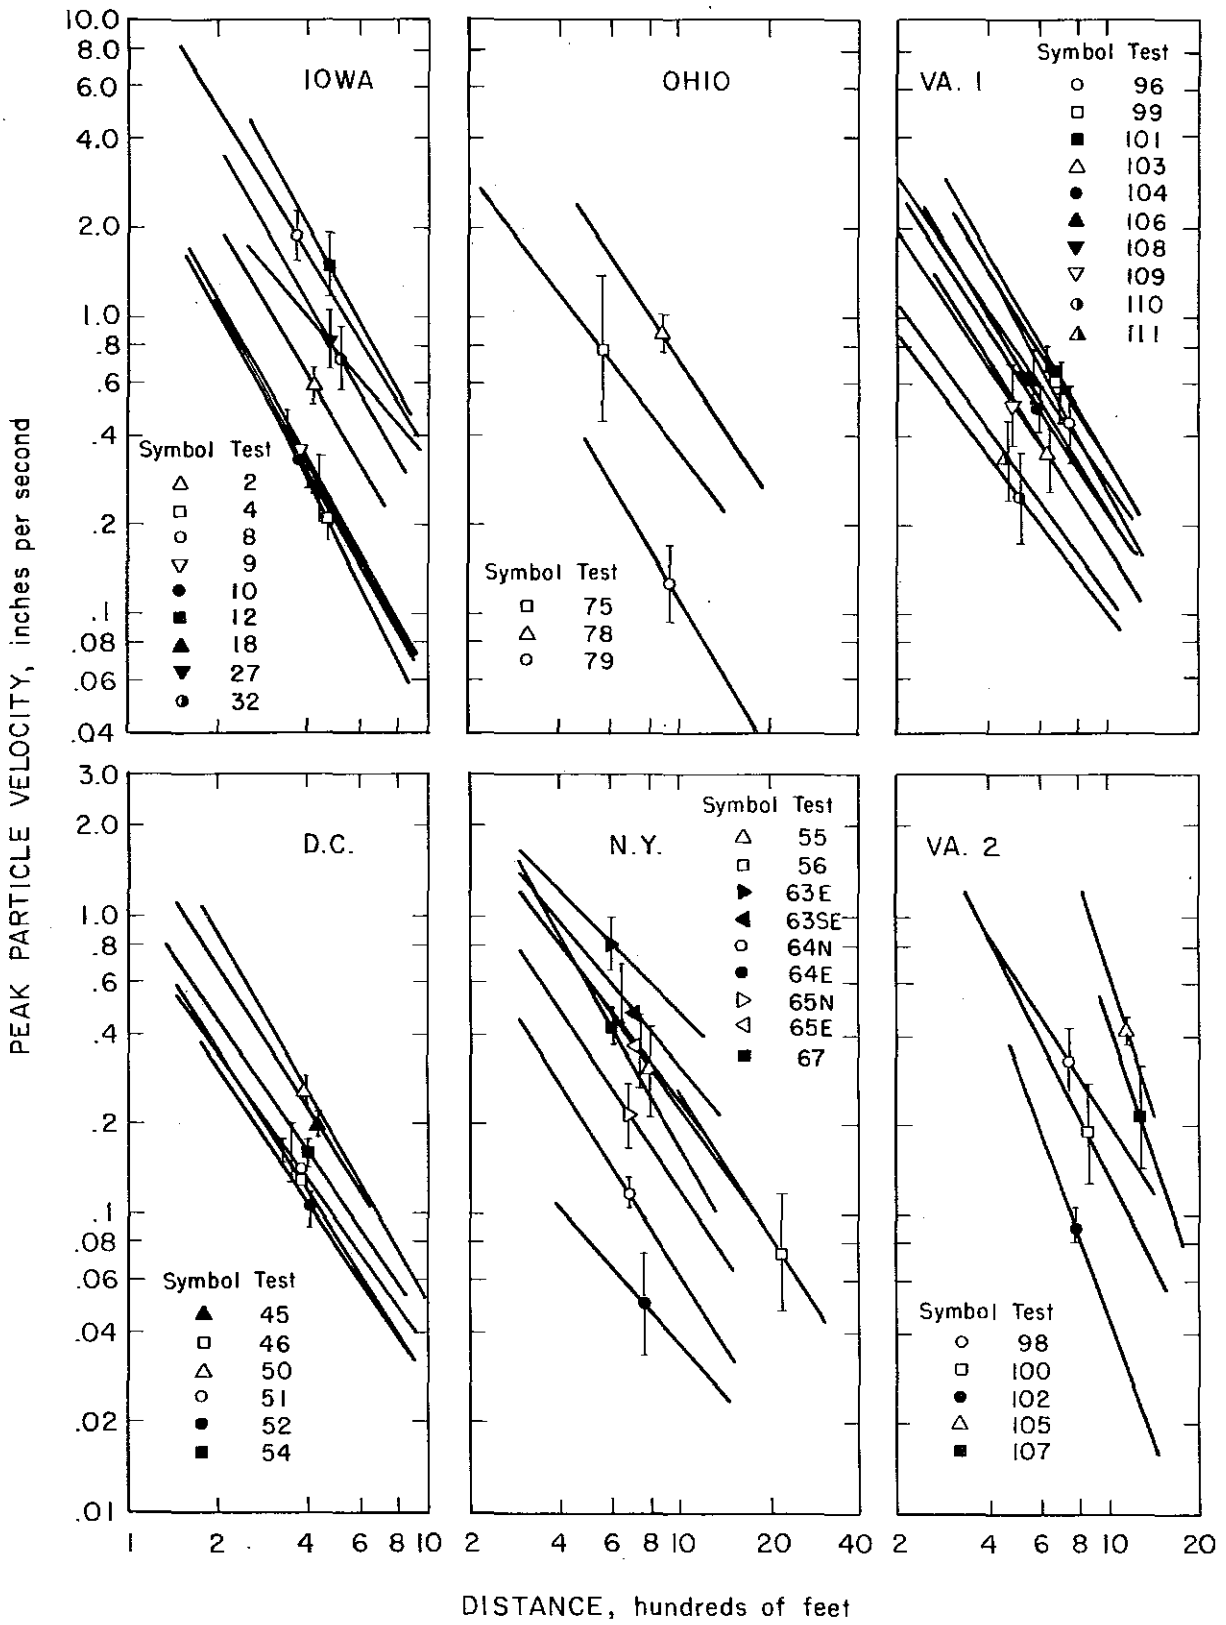 PEAK PARTICLE VELOCITY, inches per second
10.0
8.0
6.0
4.0
2.0
1.0
.8
.6
.4
.2
.1
.08
.06
.04
IOWA
Symbol Test
2
4
8
9
10
12
18
27
32
OHIO
Symbol Test
75
78
79
VA. 1
Symbol Test
96
99
101
103
104
106
108
109
110
111
3.0
2.0
1.0
.8
.6
.4
.2
.1
.08
.06
.04
.02
.01
D.C.
Symbol Test
45
46
50
51
52
54
1 2 4 6 8 10
N.Y.
Symbol Test
55
56
63E
63SE
64N
64E
65N
65E
67
2 4 6 8 10 20 40
VA. 2
Symbol Test
98
100
102
105
107
2 4 6 8 10 20
DISTANCE, hundreds of feet